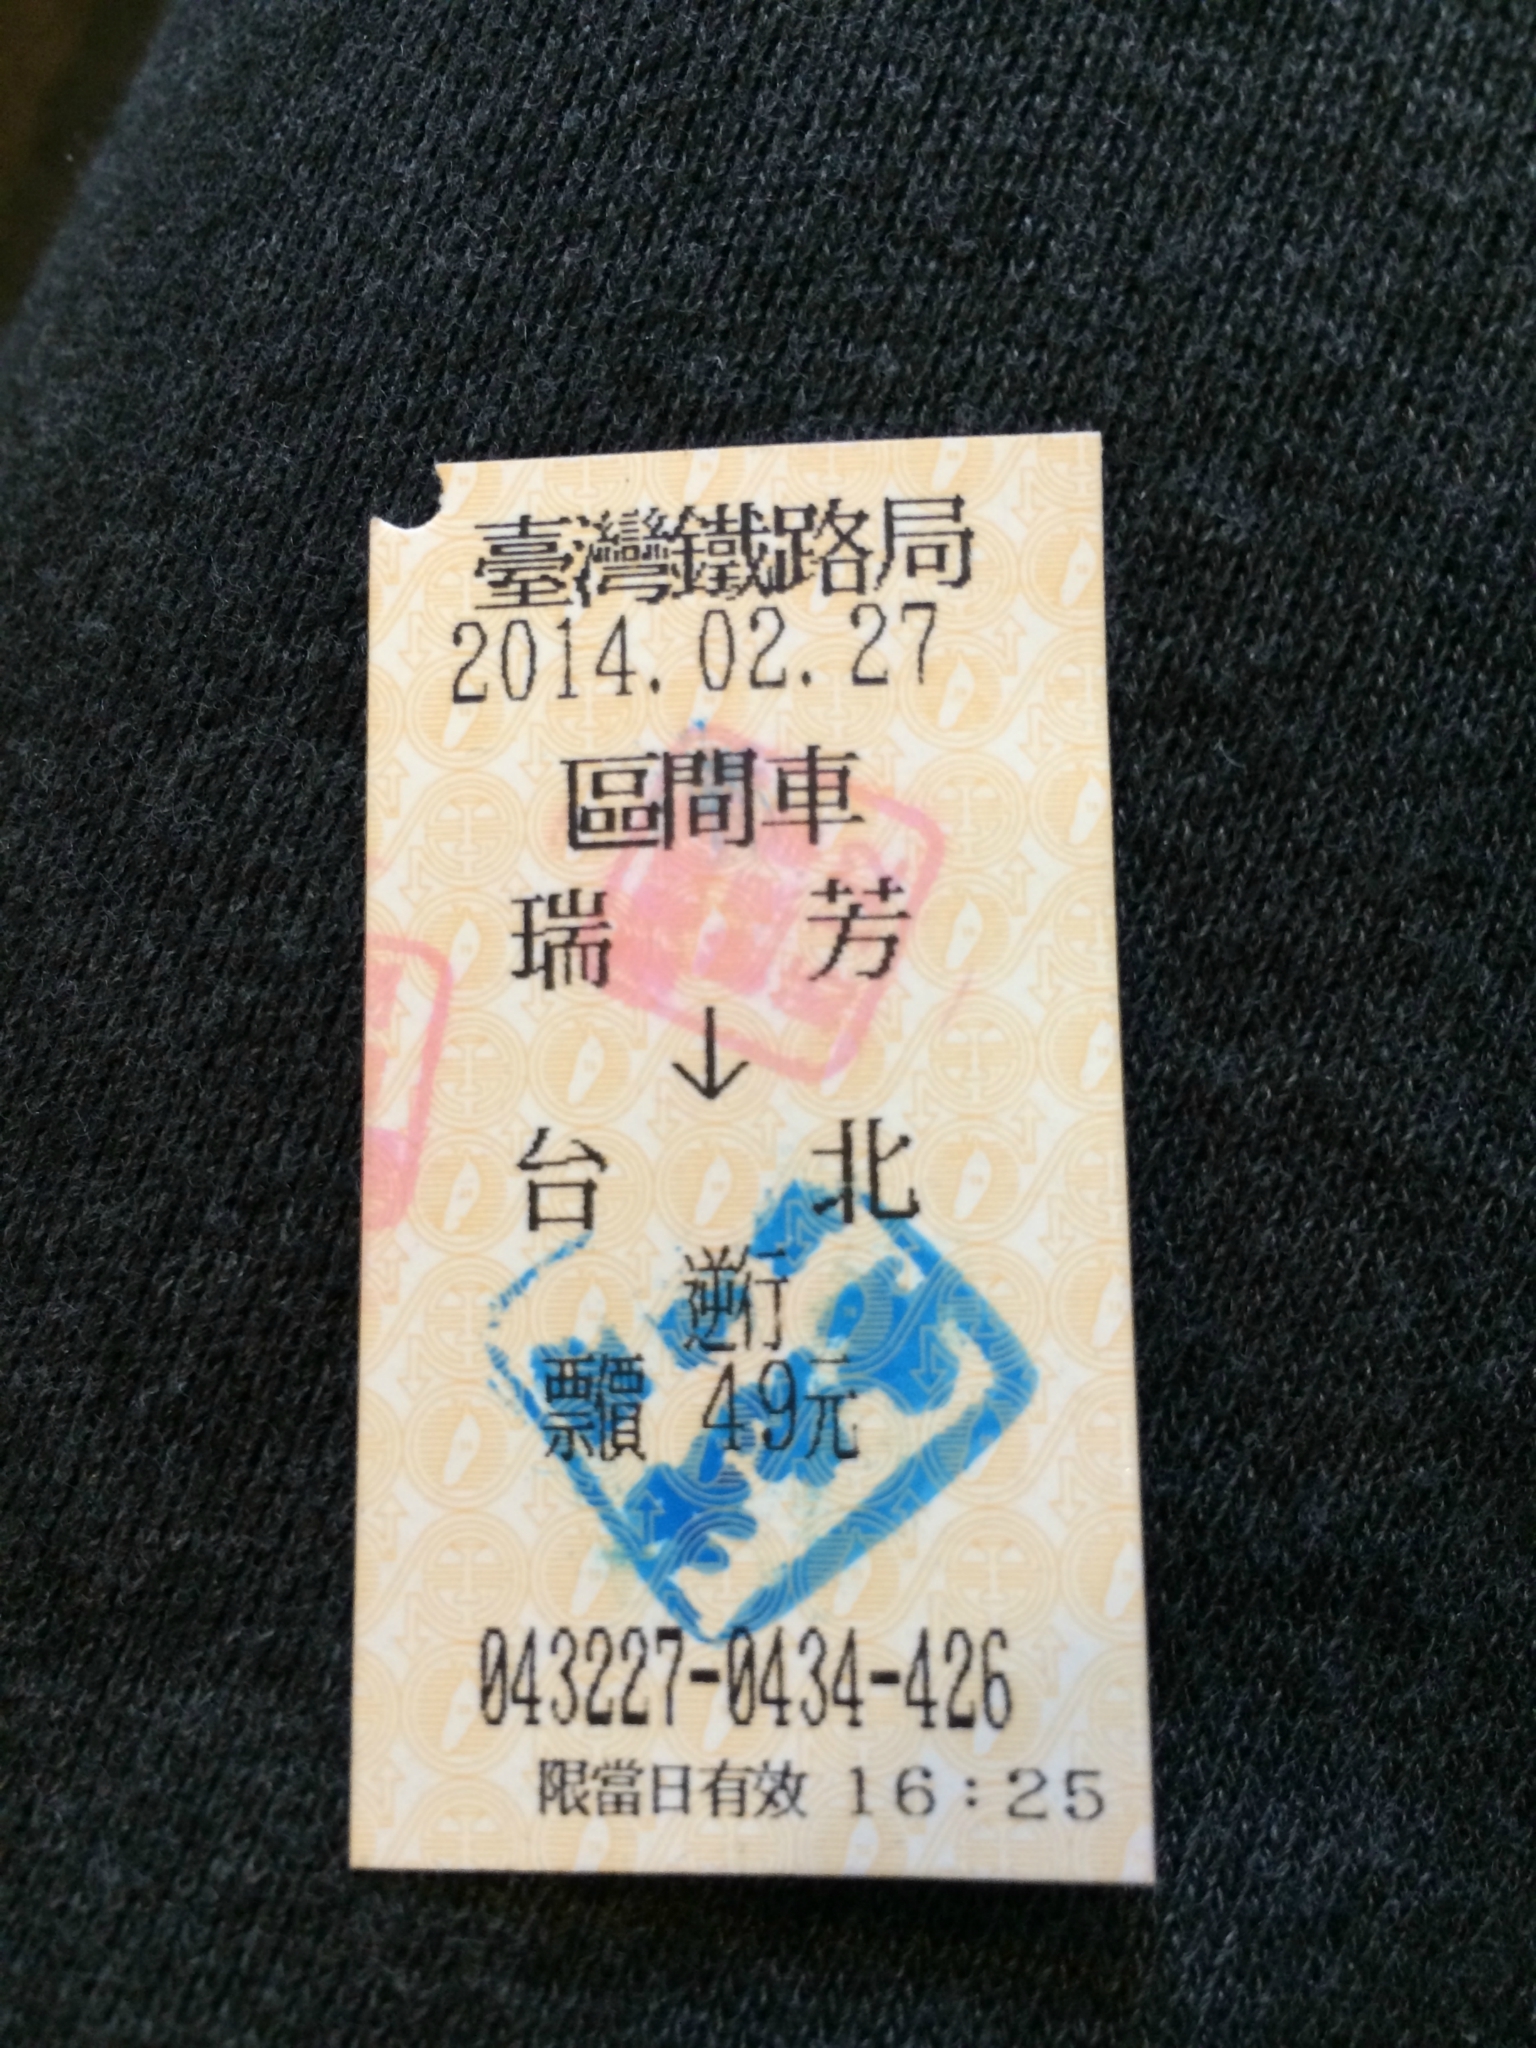 臺灣鐵路局
2014.02.27
區間車
瑞 芳
↓
台 北
逆行
票價 49元
043227-0434-426
限當日有效 16:25